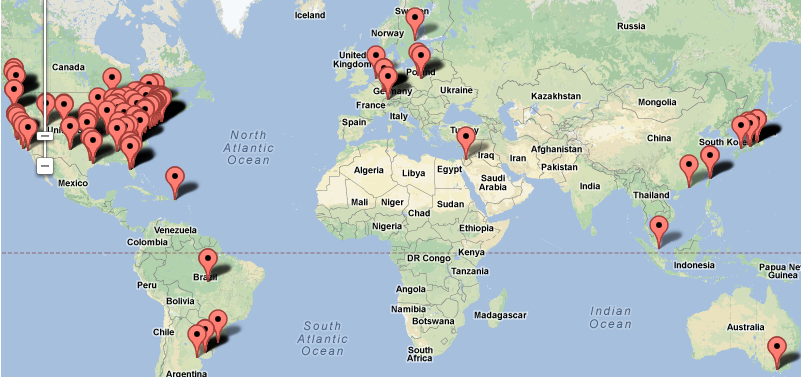 Iceland
Sweden
Norway
Russia
Canada
United
Kingdom
Poland
Germany
Ukraine
Kazakhstan
Mongolia
France
Italy
Spain
Turkey
North
Atlantic
Ocean
China
South Korea
Iraq
Iran
Afghanistan
Pakistan
Algeria
Libya
Egypt
Saudi
Arabia
India
Mexico
Mali
Niger
Chad
Sudan
Thailand
Nigeria
Ethiopia
Venezuela
Colombia
DR Congo
Kenya
Tanzania
Indonesia
Papua New
Guinea
Brazil
Peru
Bolivia
Angola
Namibia
Botswana
Madagascar
Indian
Ocean
South
Atlantic
Ocean
Chile
South
Africa
Australia
Argentina